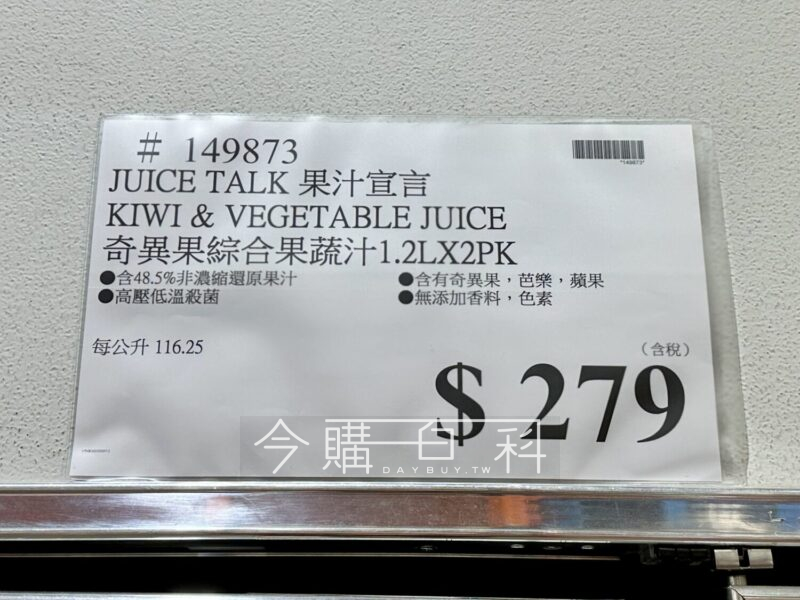 # 149873
*149873*
JUICE TALK 果汁宣言
KIWI & VEGETABLE JUICE
奇異果綜合果蔬汁1.2LX2PK
●含48.5%非濃縮還原果汁 ●含有奇異果，芭樂，蘋果
●高壓低溫殺菌 ●無添加香料，色素
每公升 116.25
（含稅）
$ 279
今購百科
DAYBUY.TW